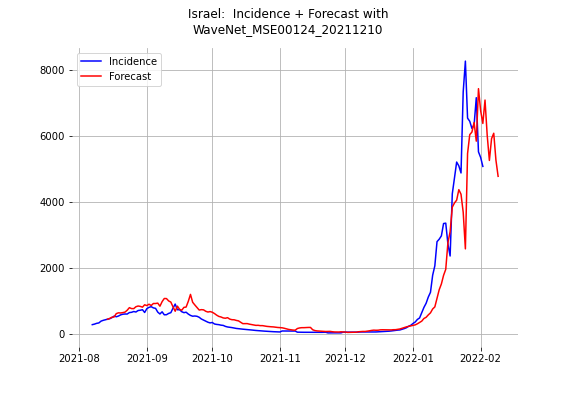 Israel:  Incidence + Forecast with
WaveNet_MSE00124_20211210
Incidence
Forecast
8000
6000
4000
2000
0
2021-08 2021-09 2021-10 2021-11 2021-12 2022-01 2022-02